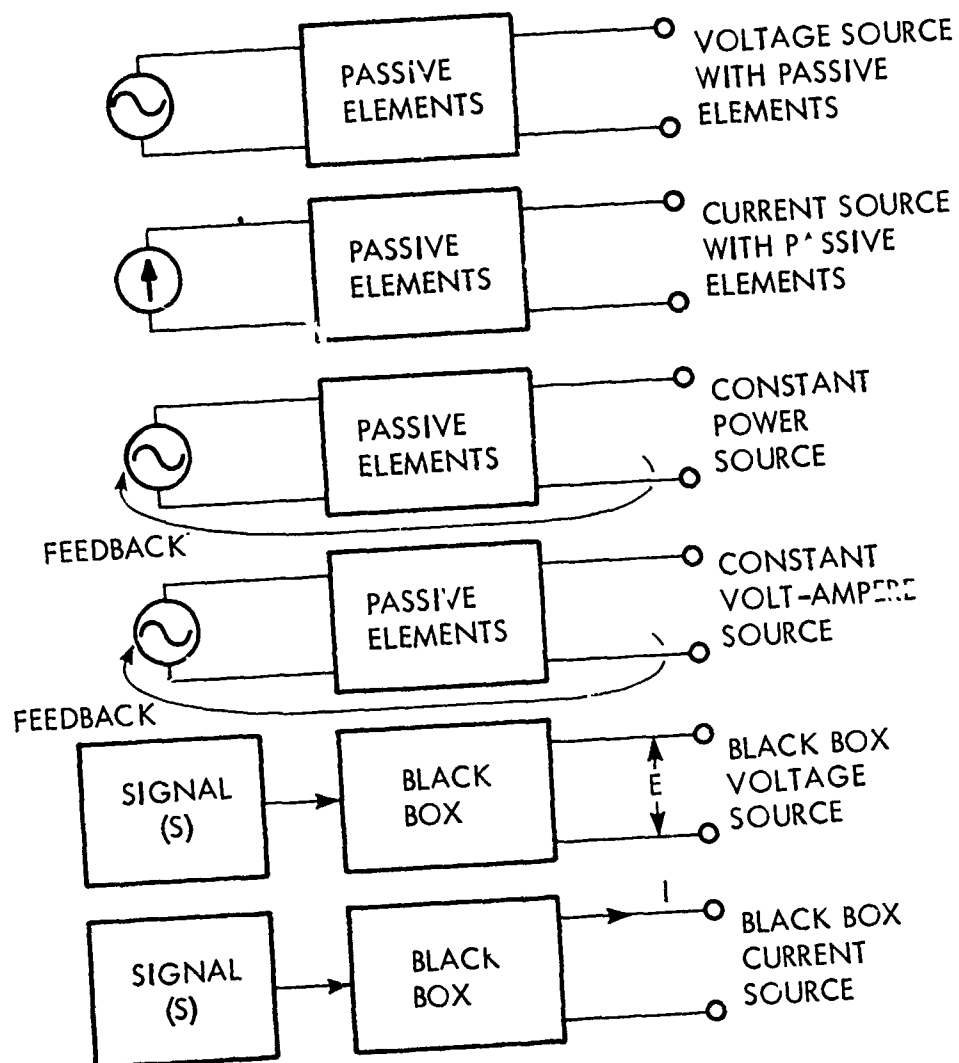 PASSIVE
ELEMENTS
VOLTAGE SOURCE
WITH PASSIVE
ELEMENTS
PASSIVE
ELEMENTS
CURRENT SOURCE
WITH PASSIVE
ELEMENTS
PASSIVE
ELEMENTS
CONSTANT
POWER
SOURCE
FEEDBACK
PASSIVE
ELEMENTS
CONSTANT
VOLT-AMPERE
SOURCE
FEEDBACK
SIGNAL
(S)
BLACK
BOX
E
BLACK BOX
VOLTAGE
SOURCE
SIGNAL
(S)
BLACK
BOX
I
BLACK BOX
CURRENT
SOURCE